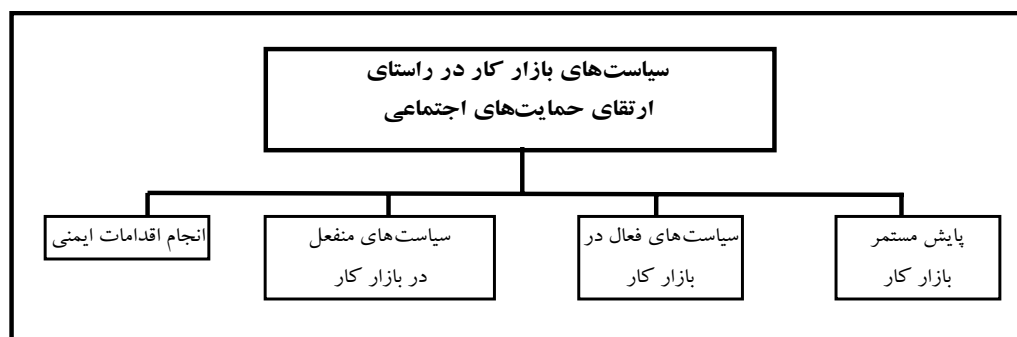 سیاست‌های بازار کار در راستای
ارتقای حمایت‌های اجتماعی
پایش مستمر
بازار کار
سیاست‌های فعال در
بازار کار
سیاست‌های منفعل
در بازار کار
انجام اقدامات ایمنی